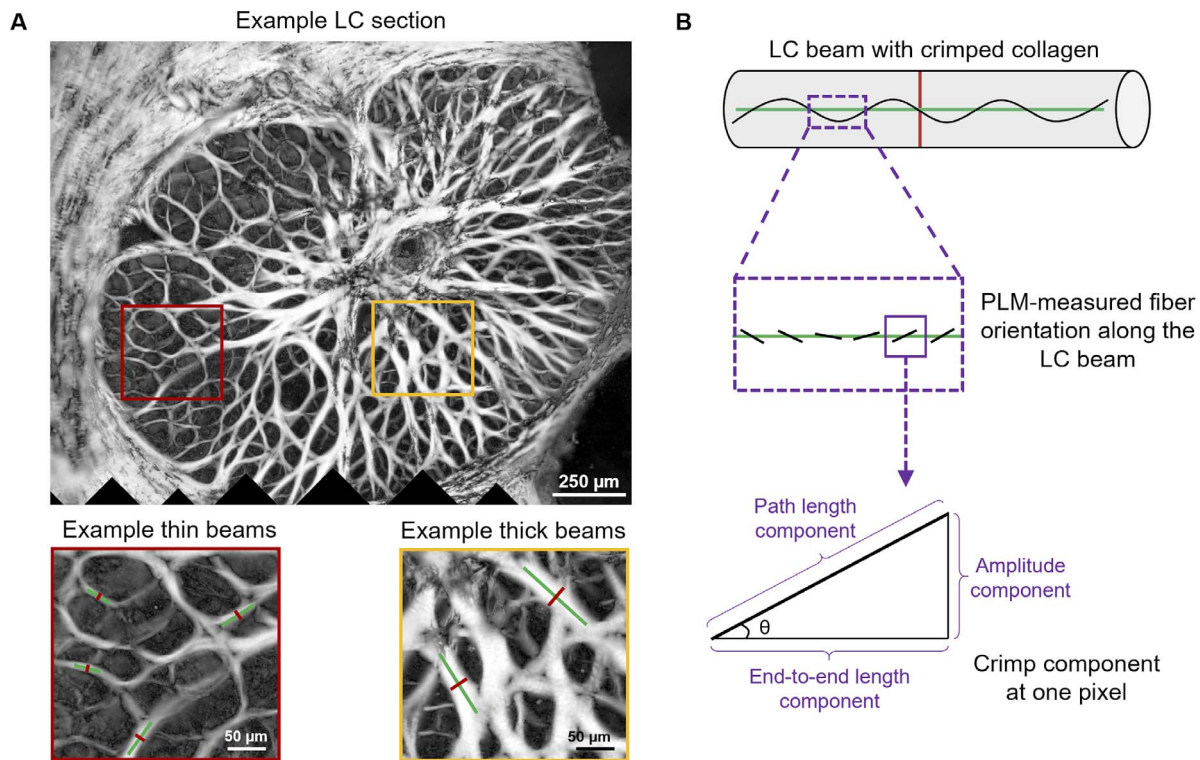 A
Example LC section
250 µm
Example thin beams
50 µm
Example thick beams
50 µm
B
LC beam with crimped collagen
PLM-measured fiber
orientation along the
LC beam
Path length
component
Amplitude
component
θ
End-to-end length
component
Crimp component
at one pixel